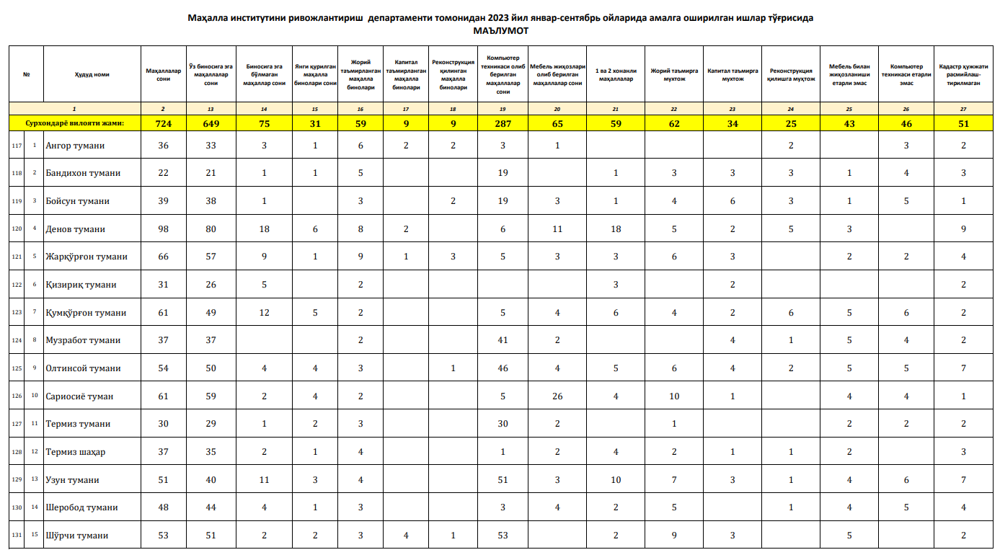 Маҳалла институтини ривожлантириш департаменти томонидан 2023 йил январ-сентябрь ойларида амалга оширилган ишлар тўғрисида
МАЪЛУМОТ
№ Ҳудуд номи Маҳаллалар сони Ўз биносига эга маҳаллалар сони Биносига эга бўлмаган маҳаллар сони Янги қурилган маҳалла бинолари сони Жорий таъмирланган маҳалла бинолари Капитал таъмирланган маҳалла бинолари Реконструкция қилинган маҳалла бинолари Компьютер техникаси олиб берилган маҳаллалар сони Мебель жиҳозлари олиб берилган маҳаллалар сони 1 ва 2 хонанли маҳаллалар Жорий таъмирга мухтож Капитал таъмирга мухтож Реконструкция қилишга муҳтож Мебель билан жиҳозланиши етарли эмас Компьютер техникаси етарли эмас Кадастр ҳужжати расмийлаш-тирилмаган
1 2 13 14 15 16 17 18 19 20 21 22 23 24 25 26 27
Сурхондарё вилояти жами: 724 649 75 31 59 9 9 287 65 59 62 34 25 43 46 51
117 1 Ангор тумани 36 33 3 1 6 2 2 3 1 2 3 2
118 2 Бандихон тумани 22 21 1 1 5 19 1 3 3 3 1 4 3
119 3 Бойсун тумани 39 38 1 3 2 19 3 1 4 6 3 1 5 1
120 4 Денов тумани 98 80 18 6 8 2 6 11 18 5 2 5 3 9
121 5 Жарқўрғон тумани 66 57 9 1 9 1 3 5 3 3 6 3 2 2 4
122 6 Қизириқ тумани 31 26 5 2 3 2 2
123 7 Қумқўрғон тумани 61 49 12 5 2 5 4 6 4 2 6 5 6 2
124 8 Музработ тумани 37 37 2 41 2 4 1 5 4 2
125 9 Олтинсой тумани 54 50 4 4 3 1 46 4 5 6 4 2 5 5 7
126 10 Сариосиё туман 61 59 2 4 2 5 26 4 10 1 4 4 1
127 11 Термиз тумани 30 29 1 2 3 30 2 1 2 2 2
128 12 Термиз шаҳар 37 35 2 1 4 1 2 4 2 1 1 2 3
129 13 Узун тумани 51 40 11 3 4 51 3 10 7 3 1 4 6 7
130 14 Шеробод тумани 48 44 4 1 3 3 4 2 5 1 4 5 4
131 15 Шўрчи тумани 53 51 2 2 3 4 1 53 2 9 3 5 2